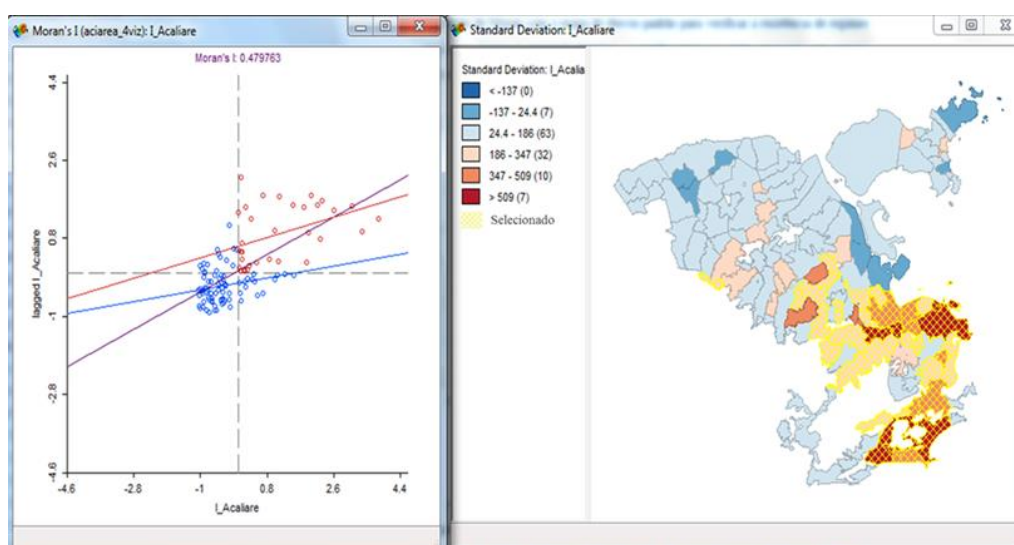 Moran's I (aciarea_4viz): I_Acaliare
Moran's I: 0.479763
4.4
2.6
0.8
-1
-2.8
-4.6
lagged I_Acaliare
-4.6 -2.8 -1 0.8 2.6 4.4
I_Acaliare
Standard Deviation: I_Acaliare
Standard Deviation: I_Acalia
< -137 (0)
-137 - 24.4 (7)
24.4 - 186 (63)
186 - 347 (32)
347 - 509 (10)
> 509 (7)
Selecionado